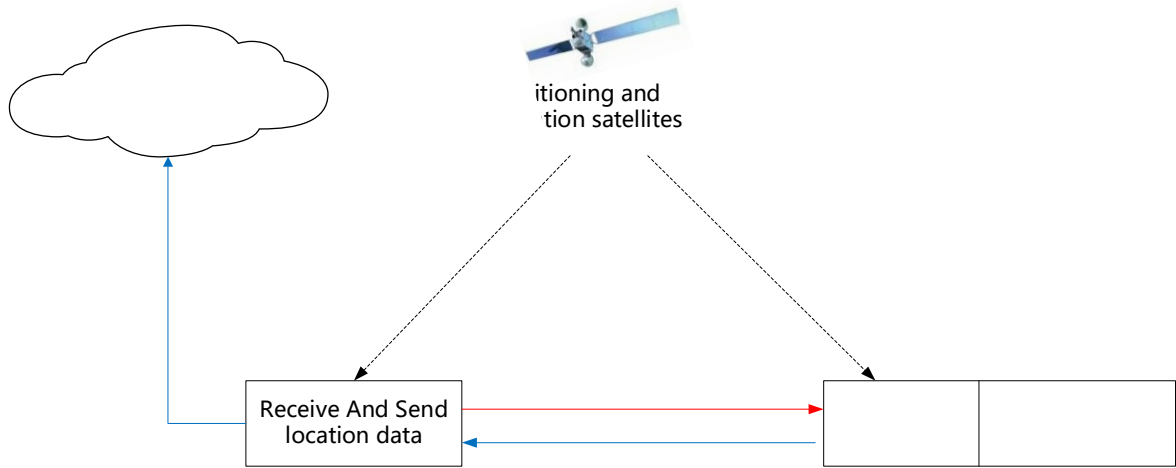 itioning and
tion satellites
Receive And Send
location data